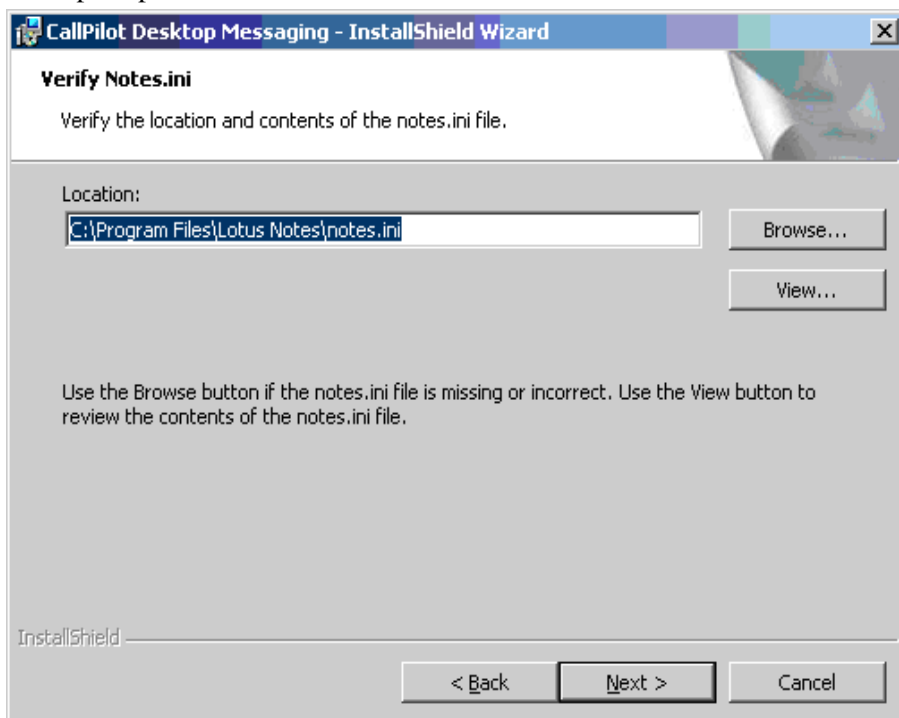 CallPilot Desktop Messaging - InstallShield Wizard
Verify Notes.ini
Verify the location and contents of the notes.ini file.
Location:
C:\Program Files\Lotus Notes\notes.ini
Browse...
View...
Use the Browse button if the notes.ini file is missing or incorrect. Use the View button to
review the contents of the notes.ini file.
InstallShield
< Back
Next >
Cancel